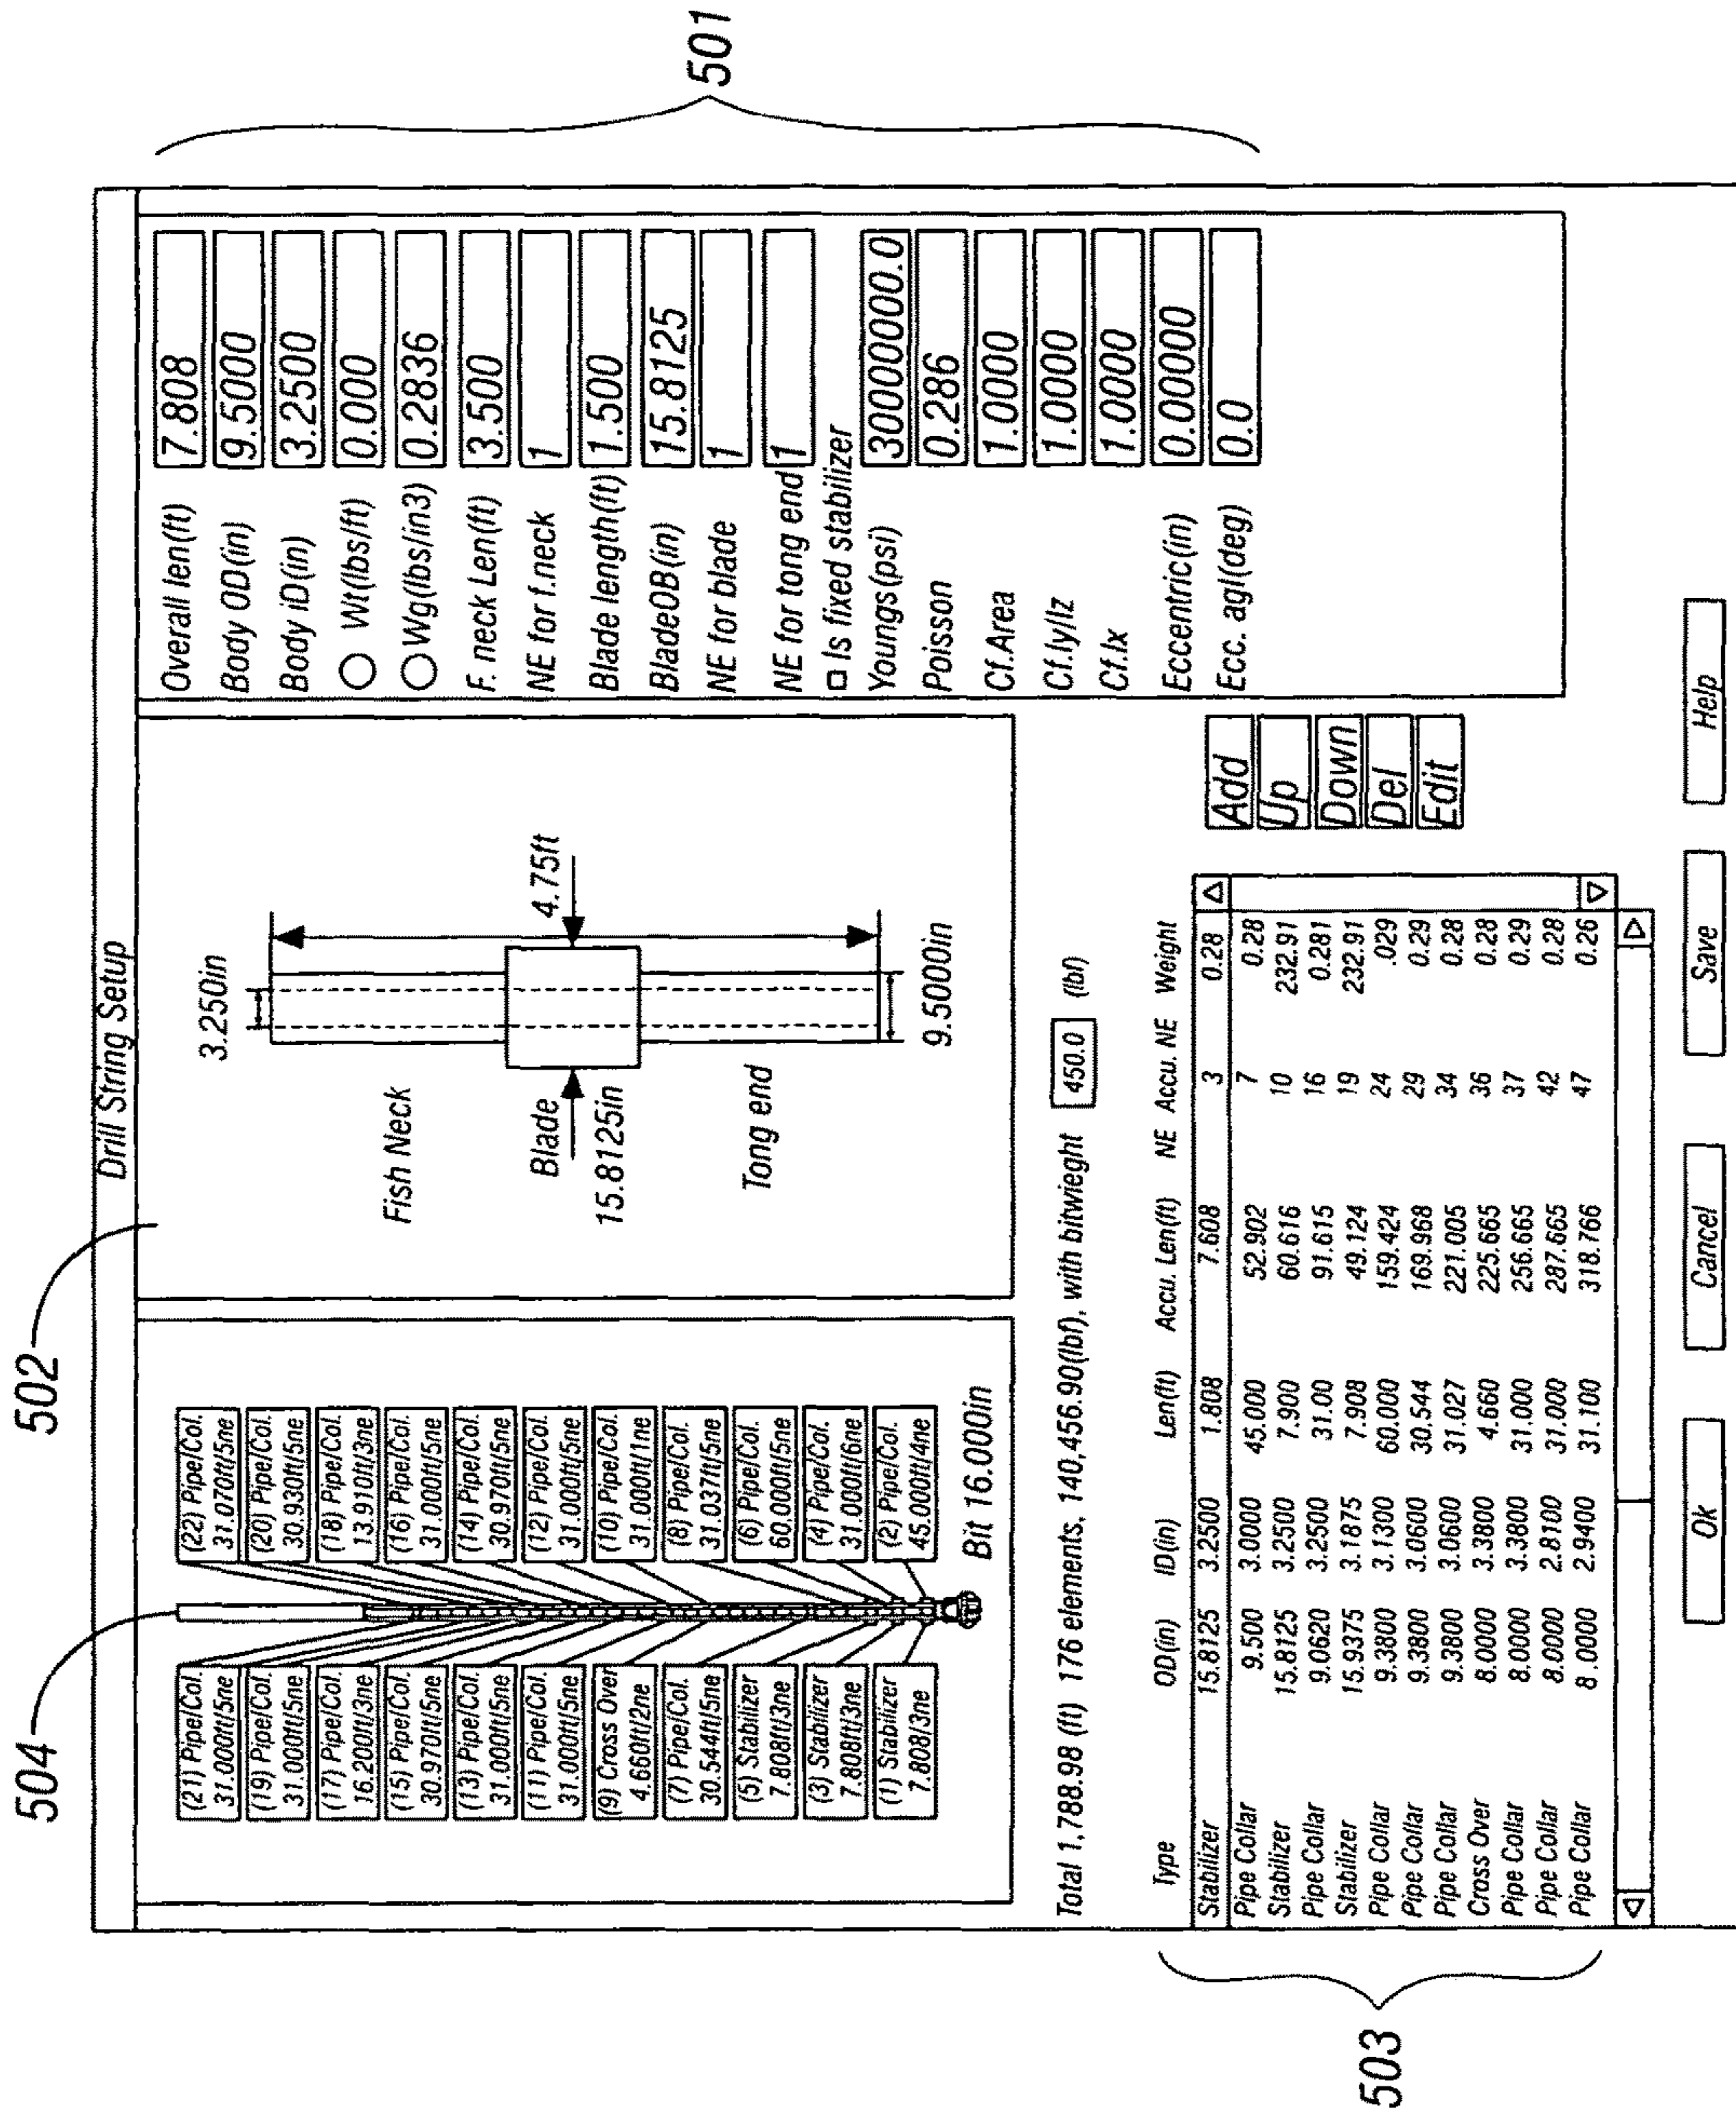 504
502
501
503
Drill String Setup
(21) Pipe/Col.
31.000ft/5ne
(19) Pipe/Col.
31.000ft/5ne
(17) Pipe/Col.
16.200ft/3ne
(15) Pipe/Col.
30.970ft/5ne
(13) Pipe/Col.
31.000ft/5ne
(11) Pipe/Col.
31.000ft/5ne
(9) Cross Over
4.660ft/2ne
(7) Pipe/Col.
30.544ft/5ne
(5) Stabilizer
7.808ft/3ne
(3) Stabilizer
7.808ft/3ne
(1) Stabilizer
7.808/3ne
(22) Pipe/Col.
31.070ft/5ne
(20) Pipe/Col.
30.930ft/5ne
(18) Pipe/Col.
13.910ft/3ne
(16) Pipe/Col.
31.000ft/5ne
(14) Pipe/Col.
30.970ft/5ne
(12) Pipe/Col.
31.000ft/5ne
(10) Pipe/Col.
31.000ft/1ne
(8) Pipe/Col.
31.037ft/5ne
(6) Pipe/Col.
60.000ft/5ne
(4) Pipe/Col.
31.000ft/6ne
(2) Pipe/Col.
45.000ft/4ne
Bit 16.000in
3.250in
Fish Neck
Blade
15.8125in
4.75ft
Tong end
9.5000in
Overall len(ft) 7.808
Body OD(in) 9.5000
Body iD(in) 3.2500
Wt(lbs/ft) 0.000
Wg(lbs/in3) 0.2836
F. neck Len(ft) 3.500
NE for f.neck 1
Blade length(ft) 1.500
BladeOB(in) 15.8125
NE for blade 1
NE for tong end 1
Is fixed stabilizer
Youngs(psi) 30000000.0
Poisson 0.286
Cf.Area 1.0000
Cf.Iy/Iz 1.0000
Cf.Ix 1.0000
Eccentric(in) 0.00000
Ecc. agl(deg) 0.0
Total 1,788.98 (ft) 176 elements, 140,456.90(lbf), with bitwieght 450.0 (lbf)
Type OD(in) ID(in) Len(ft) Accu. Len(ft) NE Accu. NE Weight
Stabilizer 15.8125 3.2500 1.808 7.608 3 0.28
Pipe Collar 9.500 3.0000 45.000 52.902 7 0.28
Stabilizer 15.8125 3.2500 7.900 60.616 10 232.91
Pipe Collar 9.0620 3.2500 31.00 91.615 16 0.281
Stabilizer 15.9375 3.1875 7.908 49.124 19 232.91
Pipe Collar 9.3800 3.1300 60.000 159.424 24 .029
Pipe Collar 9.3800 3.0600 30.544 169.968 29 0.29
Pipe Collar 9.3800 3.0600 31.027 221.005 34 0.28
Cross Over 8.0000 3.3800 4.660 225.665 36 0.28
Pipe Collar 8.0000 3.3800 31.000 256.665 37 0.29
Pipe Collar 8.0000 2.8100 31.000 287.665 42 0.28
Pipe Collar 8.0000 2.9400 31.100 318.766 47 0.26
Add
Up
Down
Del
Edit
Ok
Cancel
Save
Help